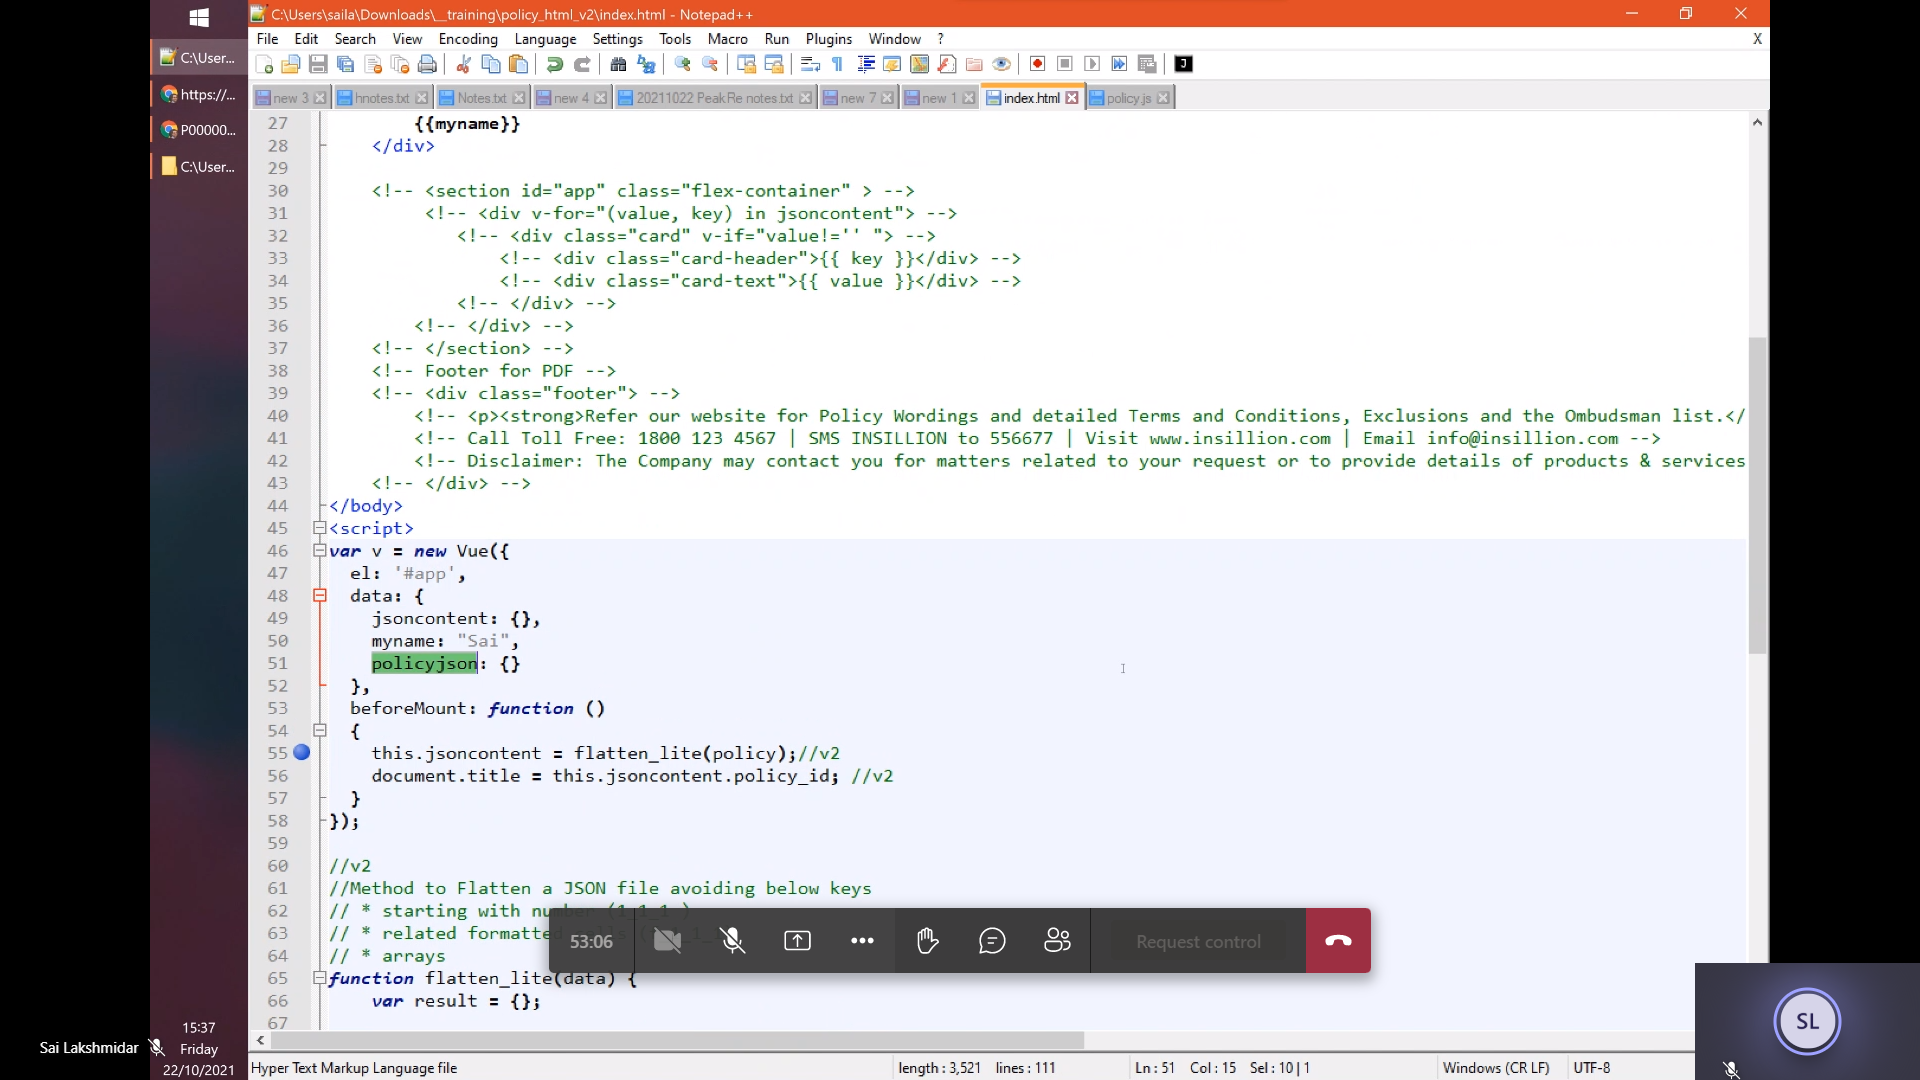 C:\Users\saila\Downloads\__training\policy_html_v2\index.html - Notepad++
File Edit Search View Encoding Language Settings Tools Macro Run Plugins Window ? X
C:\User...
https://...
P00000...
C:\User...
new 3 hnotes.txt Notes.txt new 4 20211022 PeakRe notes.txt new 7 new 1 index.html policy.js
27 {{myname}}
28 </div>
29
30 <!-- <section id="app" class="flex-container" > -->
31 <!-- <div v-for="(value, key) in jsoncontent"> -->
32 <!-- <div class="card" v-if="value!='' "> -->
33 <!-- <div class="card-header">{{ key }}</div> -->
34 <!-- <div class="card-text">{{ value }}</div> -->
35 <!-- </div> -->
36 <!-- </div> -->
37 <!-- </section> -->
38 <!-- Footer for PDF -->
39 <!-- <div class="footer"> -->
40 <!-- <p><strong>Refer our website for Policy Wordings and detailed Terms and Conditions, Exclusions and the Ombudsman list.</
41 <!-- Call Toll Free: 1800 123 4567 | SMS INSILLION to 556677 | Visit www.insillion.com | Email info@insillion.com -->
42 <!-- Disclaimer: The Company may contact you for matters related to your request or to provide details of products & services
43 <!-- </div> -->
44 </body>
45 <script>
46 var v = new Vue({
47 el: '#app',
48 data: {
49 jsoncontent: {},
50 myname: "Sai",
51 policyjson: {}
52 },
53 beforeMount: function ()
54 {
55 this.jsoncontent = flatten_lite(policy);//v2
56 document.title = this.jsoncontent.policy_id; //v2
57 }
58 });
59
60 //v2
61 //Method to Flatten a JSON file avoiding below keys
62 // * starting with number (1_1_1 )
63 // * related formatted
64 // * arrays
65 function flatten_lite(data) {
66 var result = {};
67
53:06 Request control
SL
Sai Lakshmidar
15:37
Friday
22/10/2021
Hyper Text Markup Language file length : 3,521 lines : 111 Ln : 51 Col : 15 Sel : 10 | 1 Windows (CR LF) UTF-8